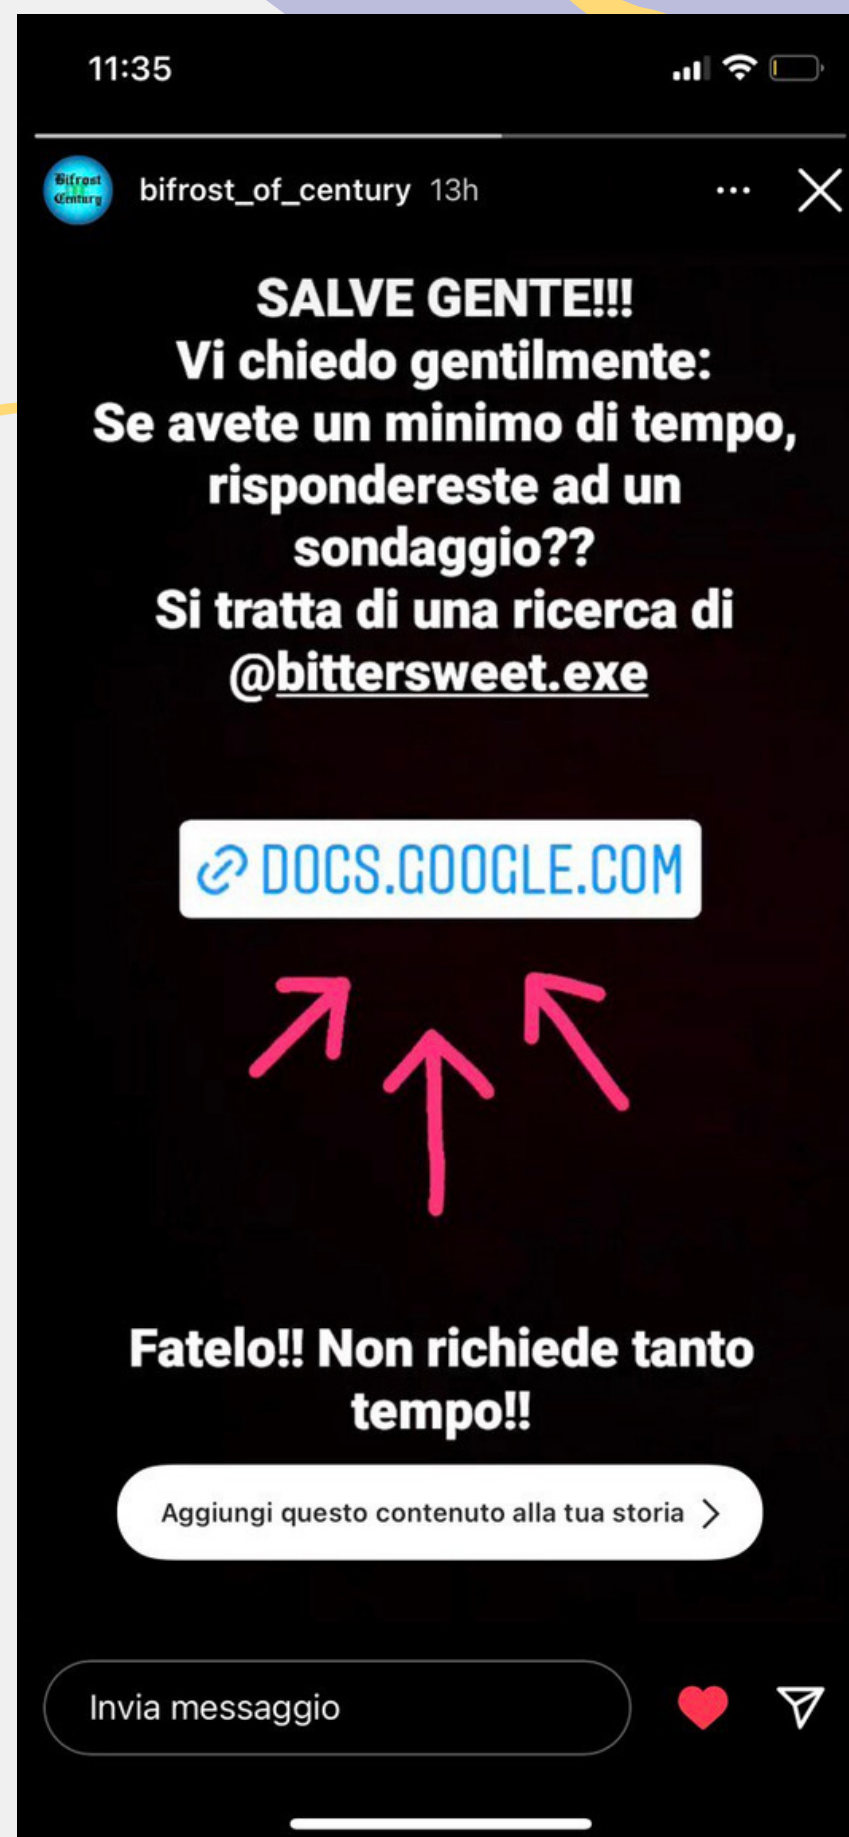 11:35
Bifrost
Century
bifrost_of_century 13h
SALVE GENTE!!!
Vi chiedo gentilmente:
Se avete un minimo di tempo,
rispondereste ad un
sondaggio??
Si tratta di una ricerca di
@bittersweet.exe
DOCS.GOOGLE.COM
Fatelo!! Non richiede tanto
tempo!!
Aggiungi questo contenuto alla tua storia
Invia messaggio